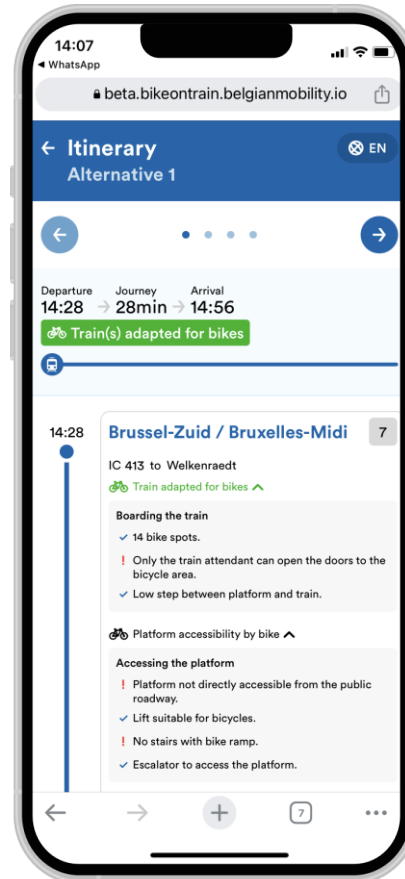 14:07
WhatsApp
beta.bikeontrain.belgianmobility.io
Itinerary
EN
Alternative 1
Departure Journey Arrival
14:28 → 28min → 14:56
Train(s) adapted for bikes
14:28 Brussel-Zuid / Bruxelles-Midi 7
IC 413 to Welkenraedt
Train adapted for bikes
Boarding the train
✓ 14 bike spots.
! Only the train attendant can open the doors to the
bicycle area.
✓ Low step between platform and train.
Platform accessibility by bike
Accessing the platform
! Platform not directly accessible from the public
roadway.
✓ Lift suitable for bicycles.
! No stairs with bike ramp.
✓ Escalator to access the platform.
7